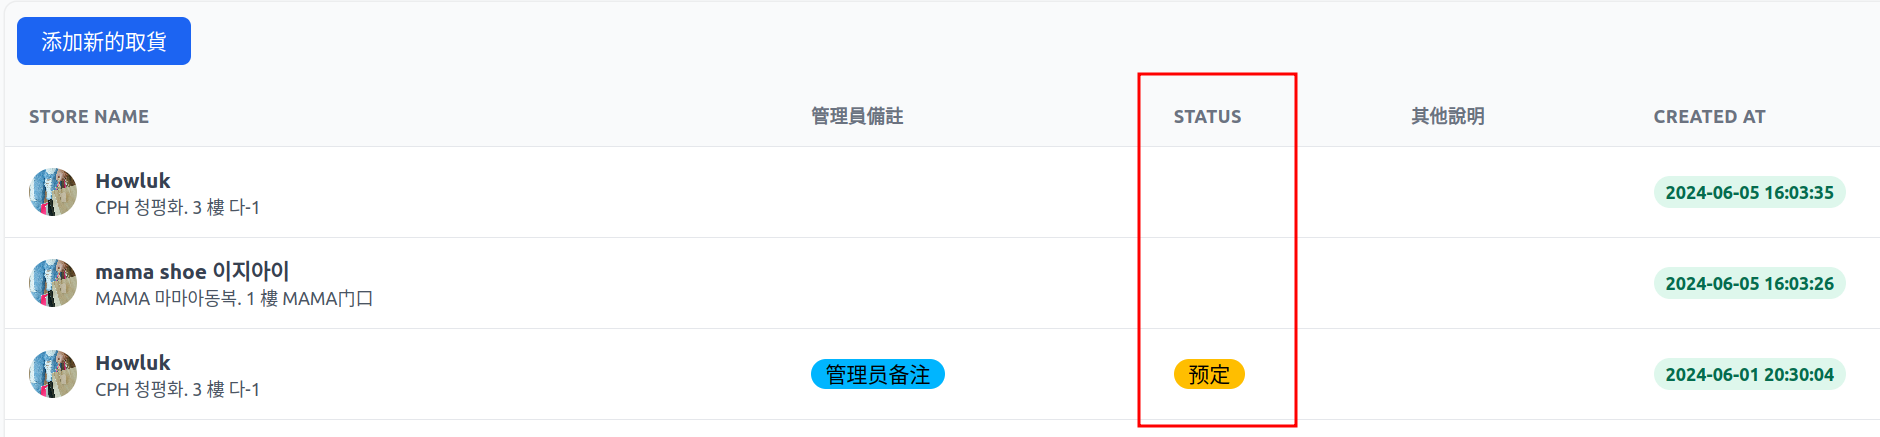 添加新的取貨
STORE NAME 管理員備註 STATUS 其他說明 CREATED AT
Howluk
CPH 청평화. 3 樓 다-1
2024-06-05 16:03:35
mama shoe 이지아이
MAMA 마마아동복. 1 樓 MAMA门口
2024-06-05 16:03:26
Howluk
CPH 청평화. 3 樓 다-1
管理员备注 预定 2024-06-01 20:30:04